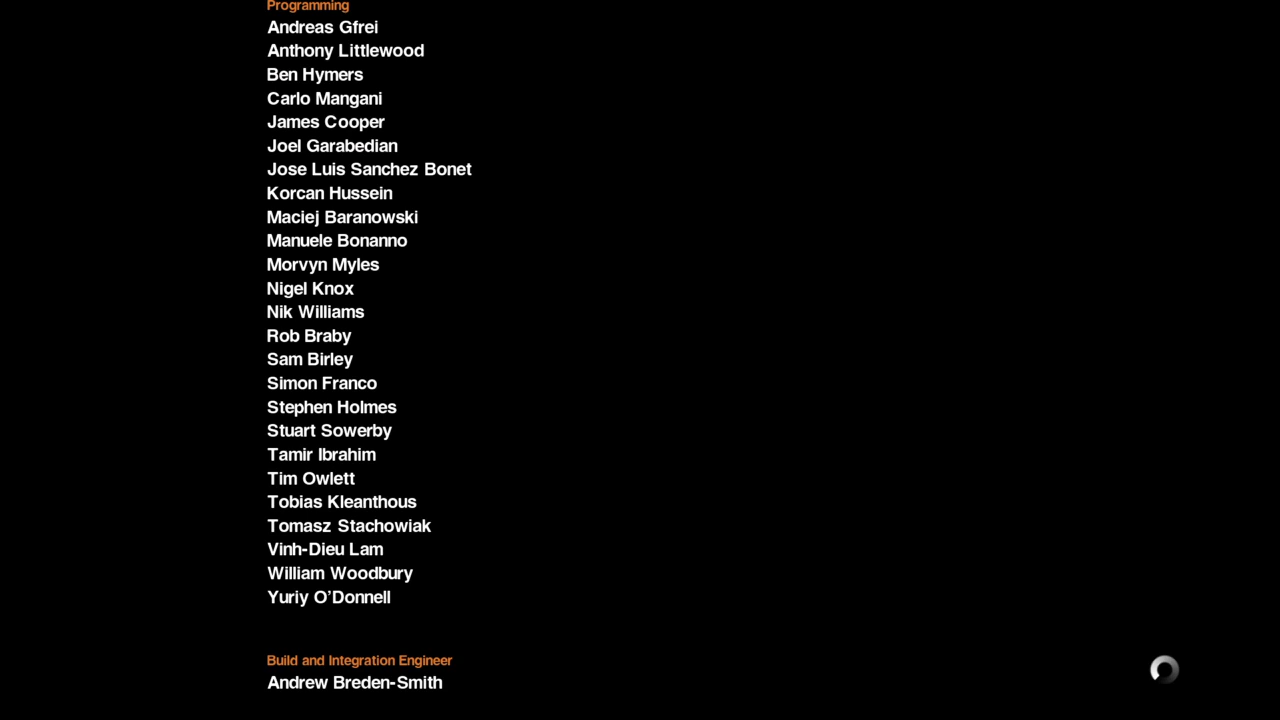 Programming
Andreas Gfrei
Anthony Littlewood
Ben Hymers
Carlo Mangani
James Cooper
Joel Garabedian
Jose Luis Sanchez Bonet
Korcan Hussein
Maciej Baranowski
Manuele Bonanno
Morvyn Myles
Nigel Knox
Nik Williams
Rob Braby
Sam Birley
Simon Franco
Stephen Holmes
Stuart Sowerby
Tamir Ibrahim
Tim Owlett
Tobias Kleanthous
Tomasz Stachowiak
Vinh-Dieu Lam
William Woodbury
Yuriy O’Donnell
Build and Integration Engineer
Andrew Breden-Smith